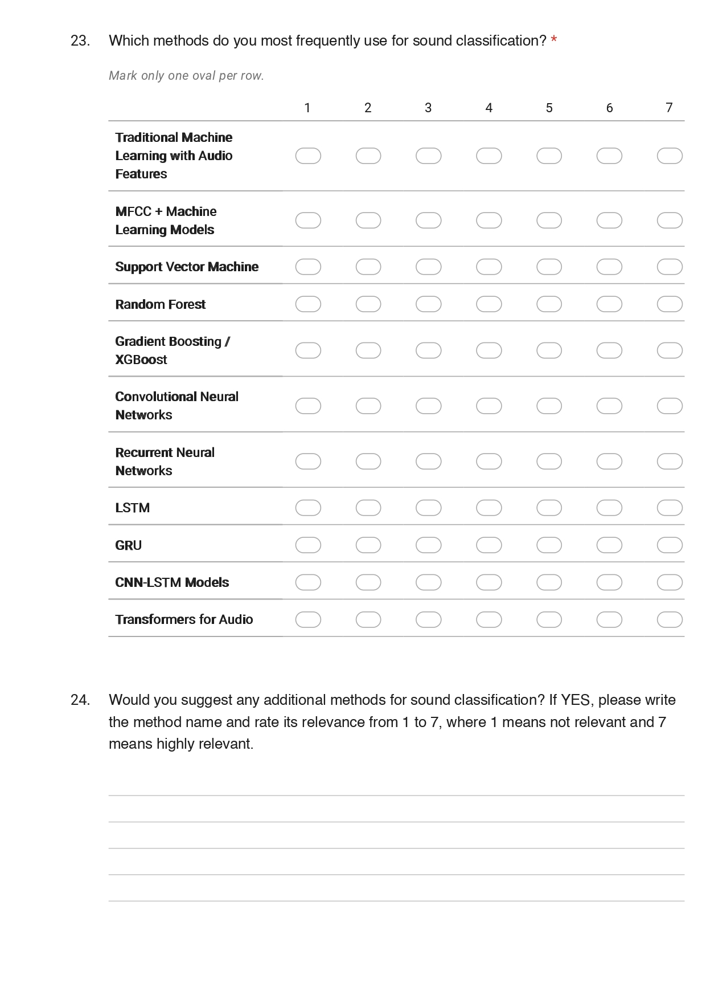 23. Which methods do you most frequently use for sound classification? *
Mark only one oval per row.
1 2 3 4 5 6 7
Traditional Machine
Learning with Audio
Features
MFCC + Machine
Learning Models
Support Vector Machine
Random Forest
Gradient Boosting /
XGBoost
Convolutional Neural
Networks
Recurrent Neural
Networks
LSTM
GRU
CNN-LSTM Models
Transformers for Audio
24. Would you suggest any additional methods for sound classification? If YES, please write
the method name and rate its relevance from 1 to 7, where 1 means not relevant and 7
means highly relevant.